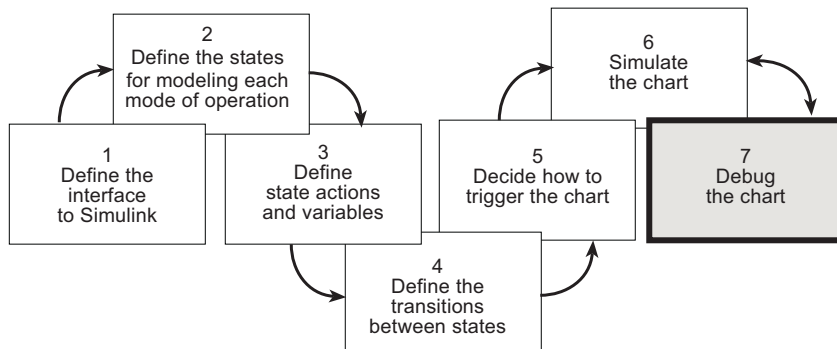 1
Define the
interface
to Simulink
2
Define the states
for modeling each
mode of operation
3
Define
state actions
and variables
4
Define the
transitions
between states
5
Decide how to
trigger the chart
6
Simulate
the chart
7
Debug
the chart